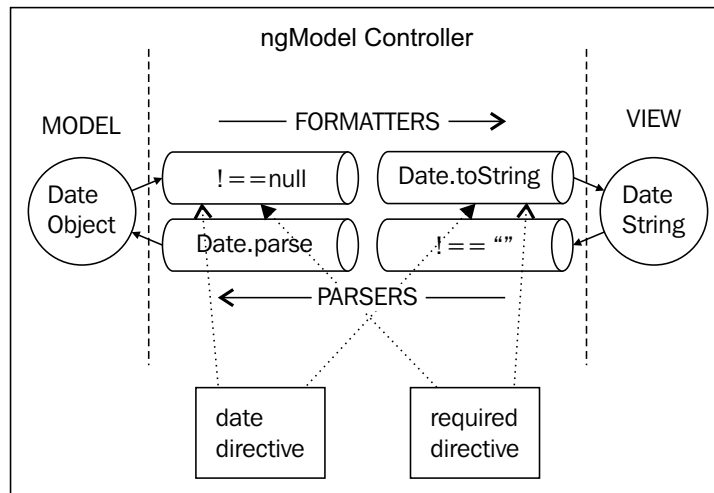 ngModel Controller
FORMATTERS
MODEL
VIEW
! ==null
Date.toString
Date
Object
Date
String
Date.parse
! == “”
PARSERS
date
directive
required
directive